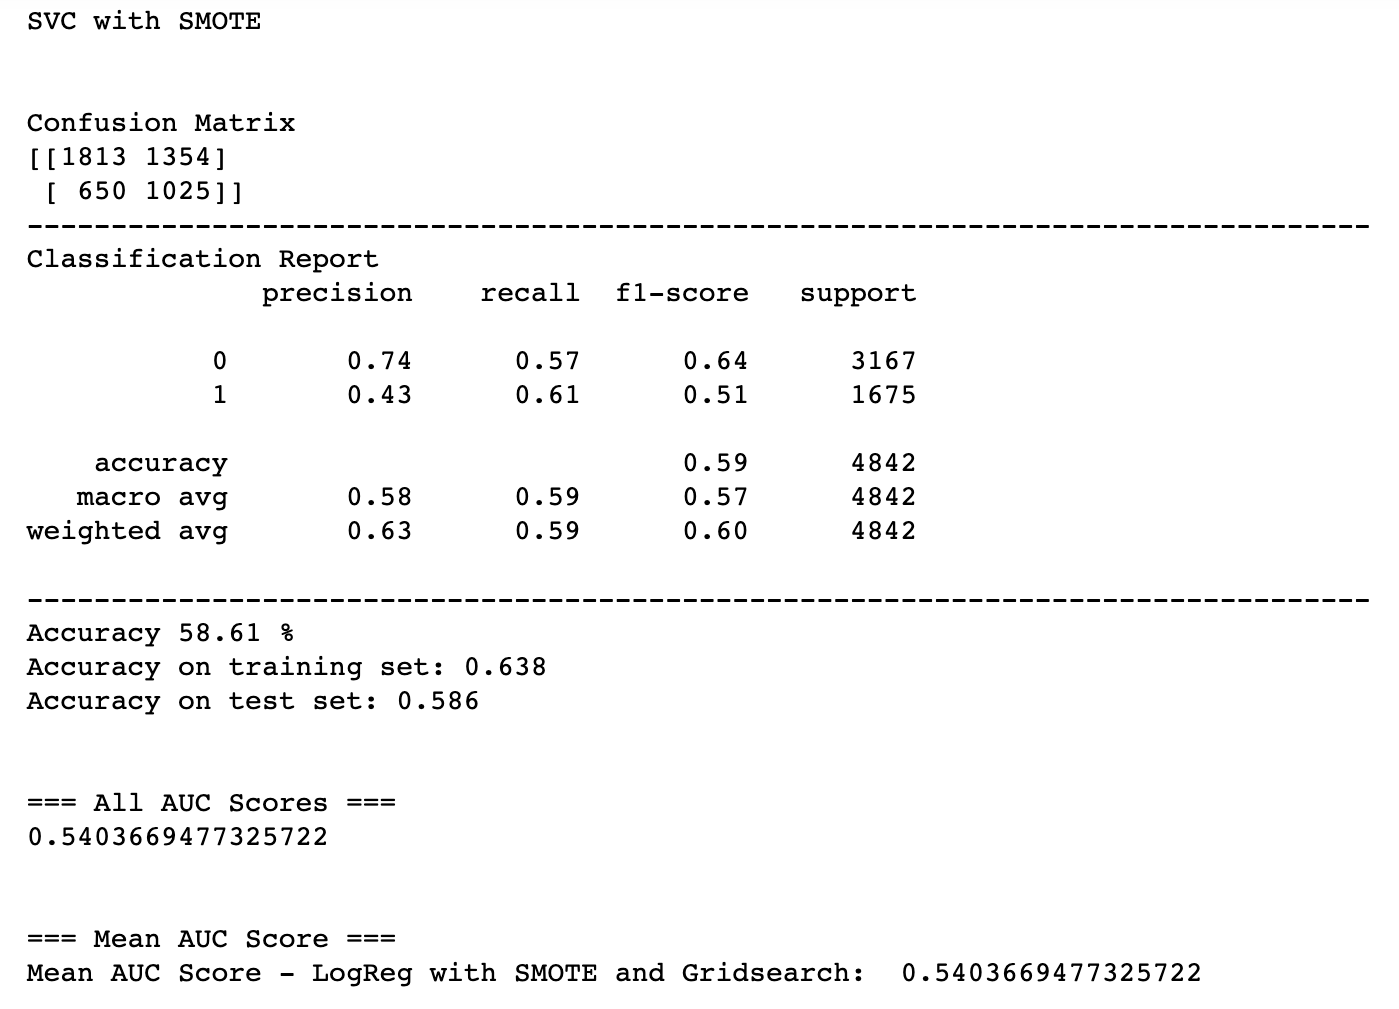 SVC with SMOTE
Confusion Matrix
[[1813 1354]
 [ 650 1025]]
--------------------------------------------------------------------------------
Classification Report
              precision    recall  f1-score   support

           0       0.74      0.57      0.64      3167
           1       0.43      0.61      0.51      1675

    accuracy                           0.59      4842
   macro avg       0.58      0.59      0.57      4842
weighted avg       0.63      0.59      0.60      4842

--------------------------------------------------------------------------------
Accuracy 58.61 %
Accuracy on training set: 0.638
Accuracy on test set: 0.586
=== All AUC Scores ===
0.5403669477325722
=== Mean AUC Score ===
Mean AUC Score - LogReg with SMOTE and Gridsearch:  0.5403669477325722